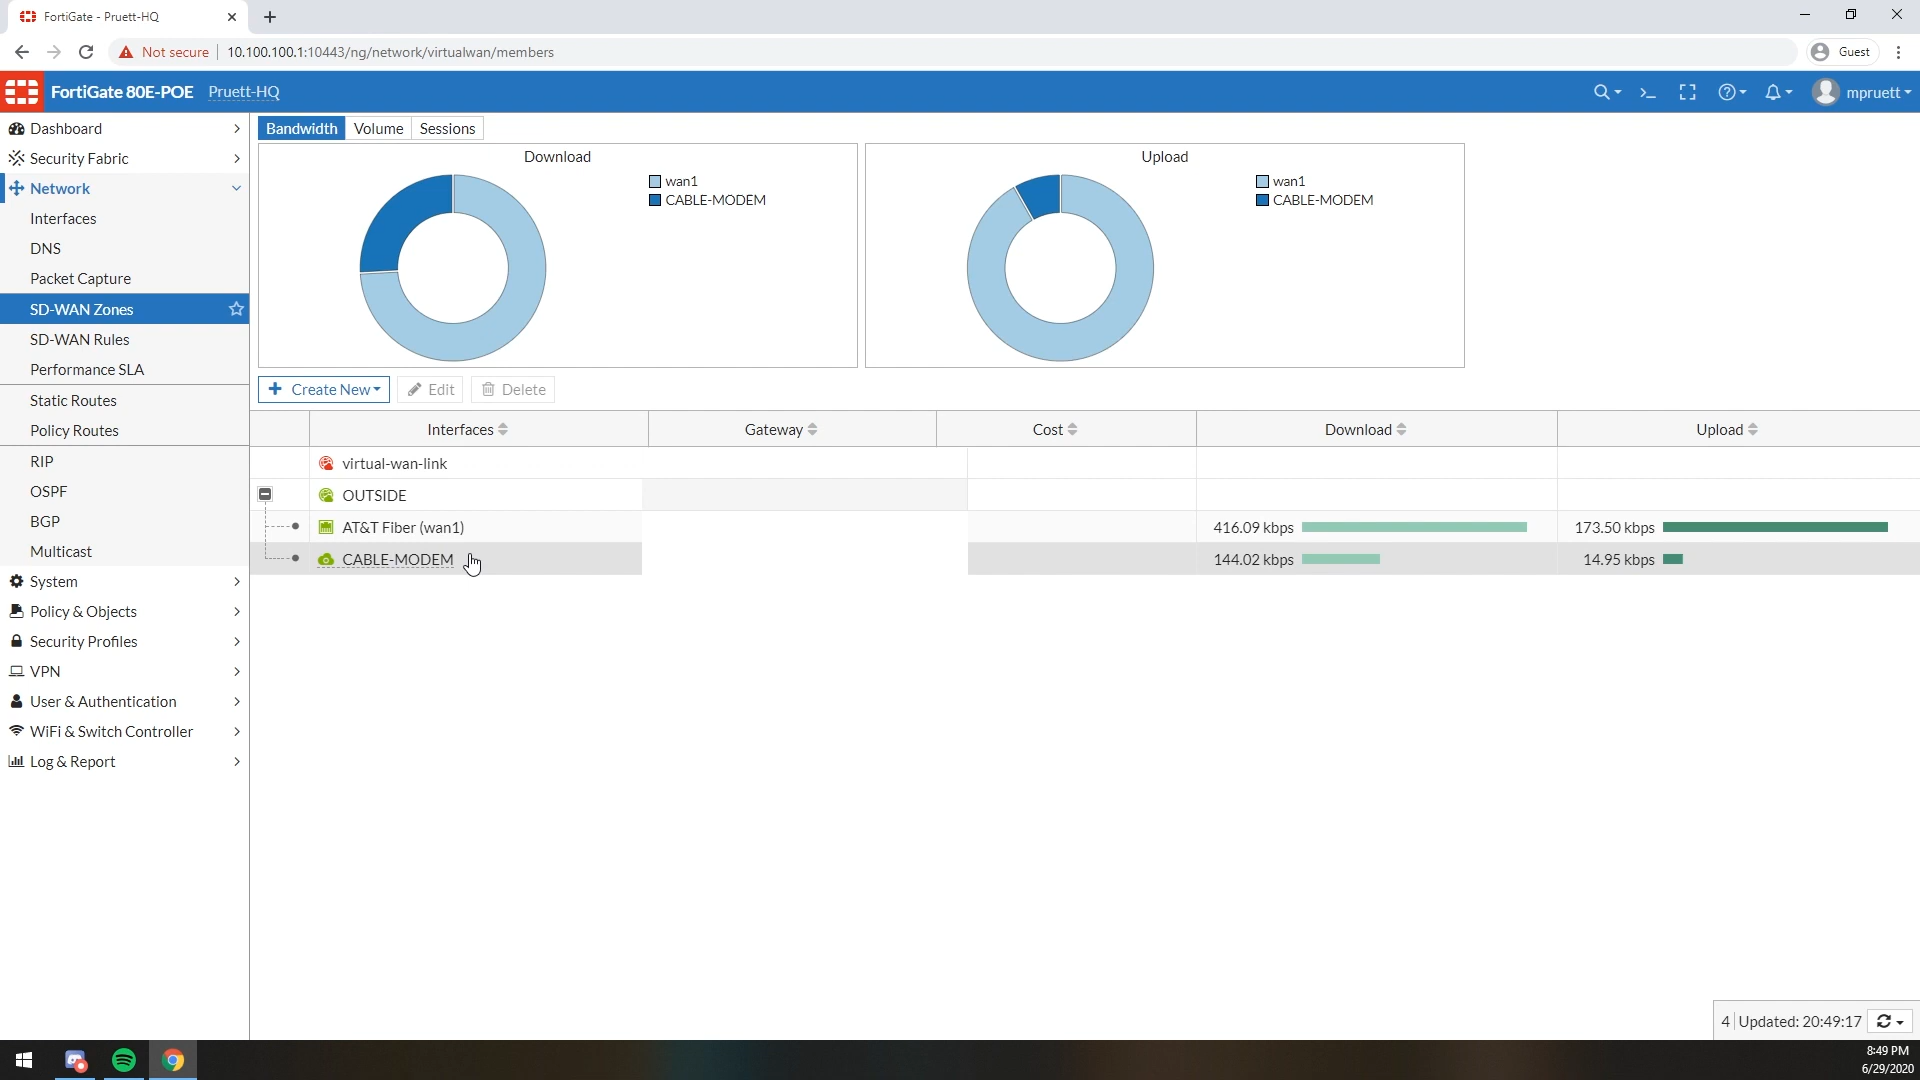 FortiGate - Pruett-HQ
Not secure 10.100.100.1:10443/ng/network/virtualwan/members
Guest
FortiGate 80E-POE Pruett-HQ
mpruett
Dashboard
Security Fabric
Network
Interfaces
DNS
Packet Capture
SD-WAN Zones
SD-WAN Rules
Performance SLA
Static Routes
Policy Routes
RIP
OSPF
BGP
Multicast
System
Policy & Objects
Security Profiles
VPN
User & Authentication
WiFi & Switch Controller
Log & Report
Bandwidth Volume Sessions
Download
wan1
CABLE-MODEM
Upload
wan1
CABLE-MODEM
+ Create New Edit Delete
Interfaces Gateway Cost Download Upload
virtual-wan-link
OUTSIDE
AT&T Fiber (wan1) 416.09 kbps 173.50 kbps
CABLE-MODEM 144.02 kbps 14.95 kbps
4 Updated: 20:49:17
8:49 PM
6/29/2020